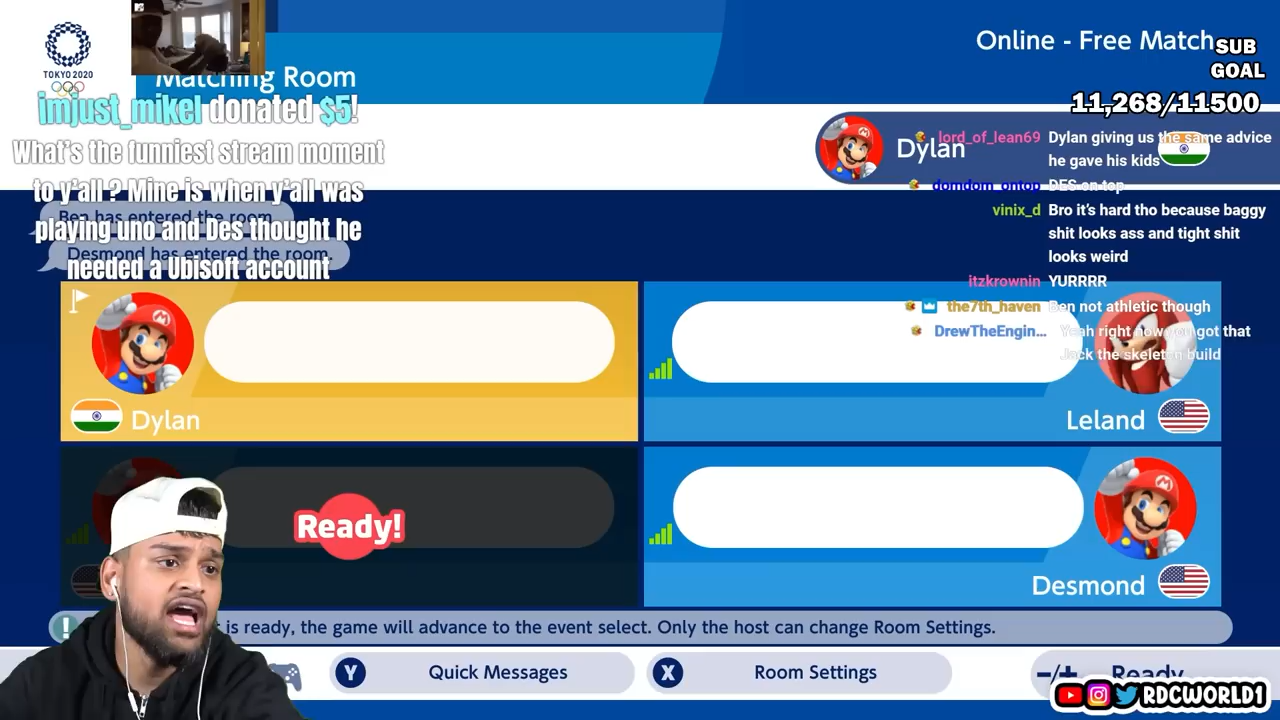 TOKYO 2020
Matching Room
Online - Free Match
SUB
GOAL
11,268/11500
imjust_mikel donated $5!
What's the funniest stream moment
to y'all ? Mine is when y'all was
playing uno and Des thought he
needed a Ubisoft account
Ben has entered the room.
Desmond has entered the room.
Dylan
lord_of_lean69 Dylan giving us the same advice
he gave his kids
domdom_ontop DES on top
vinix_d Bro it's hard tho because baggy
shit looks ass and tight shit
looks weird
itzkrownin YURRRR
the7th_haven Ben not athletic though
DrewTheEngin... Yeah right now you got that
Jack the skeleton build
Dylan
Leland
Ready!
Desmond
is ready, the game will advance to the event select. Only the host can change Room Settings.
Y Quick Messages
X Room Settings
−/+ Ready
RDCWORLD1